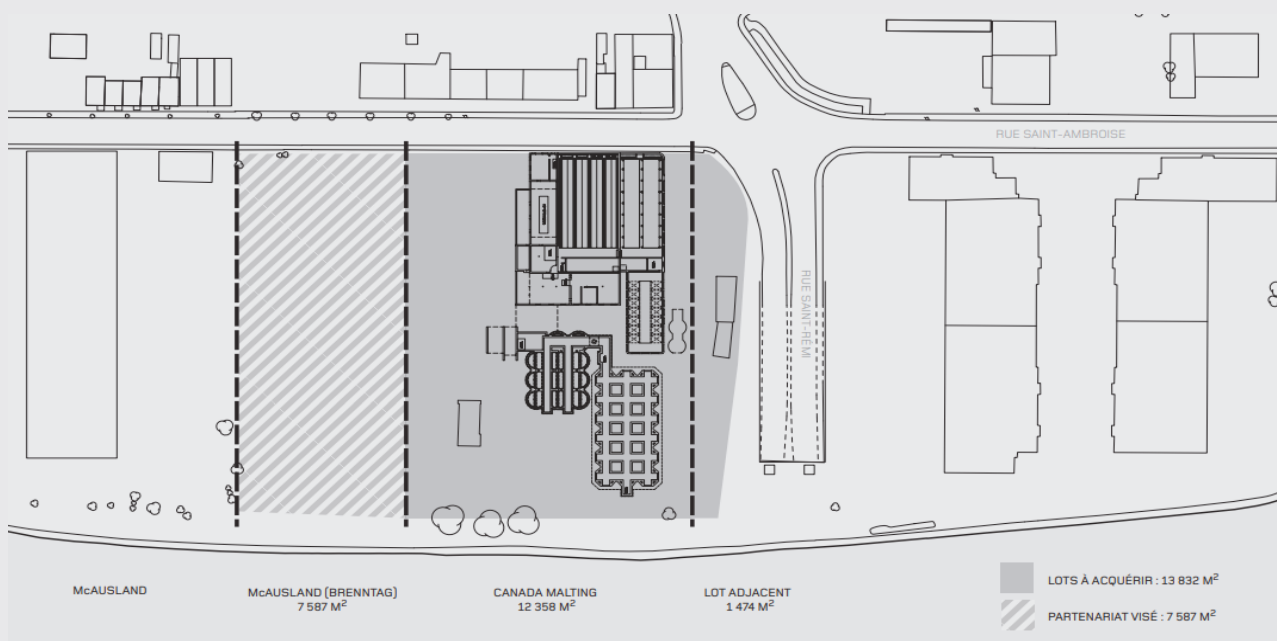 RUE SAINT-AMBROISE
RUE SAINT-RÉMI
McAUSLAND
McAUSLAND (BRENNTAG)
7 587 M²
CANADA MALTING
12 358 M²
LOT ADJACENT
1 474 M²
LOTS À ACQUÉRIR : 13 832 M²
PARTENARIAT VISÉ : 7 587 M²